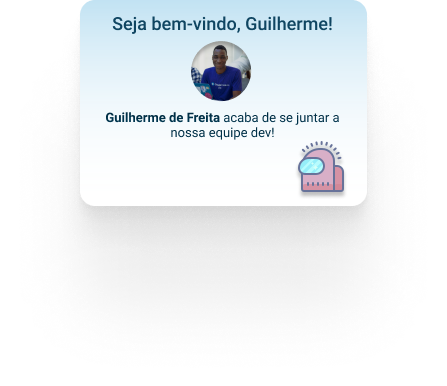 Seja bem-vindo, Guilherme!
Guilherme de Freita acaba de se juntar a
nossa equipe dev!